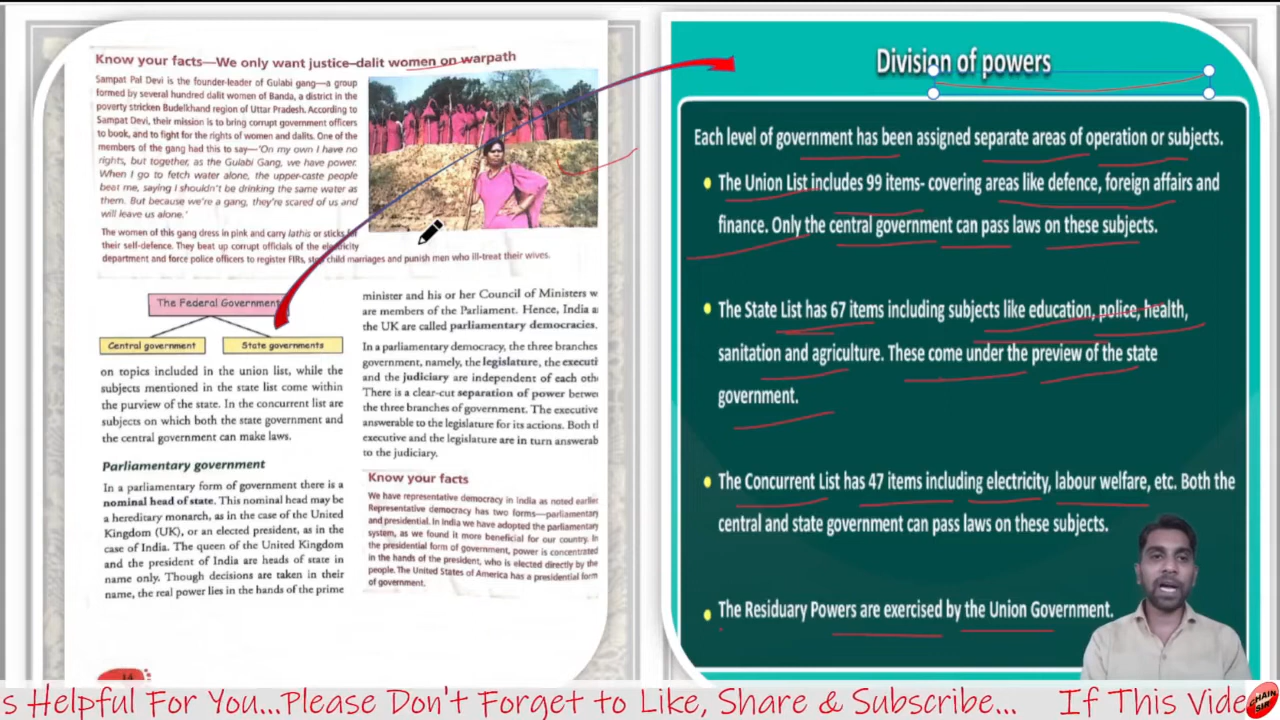 Know your facts—We only want justice–dalit women on warpath
Sampat Pal Devi is the founder-leader of Gulabi gang—a group
formed by several hundred dalit women of Banda, a district in the
poverty stricken Budelkhand region of Uttar Pradesh. According to
Sampat Devi, their mission is to bring corrupt government officers
to book, and to fight for the rights of women and dalits. One of the
members of the gang had this to say—'On my own I have no
rights, but together, as the Gulabi Gang, we have power.
When I go to fetch water alone, the upper-caste people
beat me, saying I shouldn't be drinking the same water as
them. But because we're a gang, they're scared of us and
will leave us alone.'
The women of this gang dress in pink and carry lathis or sticks for
their self-defence. They beat up corrupt officials of the electricity
department and force police officers to register FIRs, stop child marriages and punish men who ill-treat their wives.
The Federal Government
Central government
State governments
on topics included in the union list, while the
subjects mentioned in the state list come within
the purview of the state. In the concurrent list are
subjects on which both the state government and
the central government can make laws.
Parliamentary government
In a parliamentary form of government there is a
nominal head of state. This nominal head may be
a hereditary monarch, as in the case of the United
Kingdom (UK), or an elected president, as in the
case of India. The queen of the United Kingdom
and the president of India are heads of state in
name only. Though decisions are taken in their
name, the real power lies in the hands of the prime
14
minister and his or her Council of Ministers w
are members of the Parliament. Hence, India a
the UK are called parliamentary democracies.
In a parliamentary democracy, the three branches
government, namely, the legislature, the executi
and the judiciary are independent of each othe
There is a clear-cut separation of power betwee
the three branches of government. The executive
answerable to the legislature for its actions. Both th
executive and the legislature are in turn answerab
to the judiciary.
Know your facts
We have representative democracy in India as noted earlier
Representative democracy has two forms—parliamentary
and presidential. In India we have adopted the parliamentary
system, as we found it more beneficial for our country. In
the presidential form of government, power is concentrated
in the hands of the president, who is elected directly by the
people. The United States of America has a presidential form
of government.
Division of powers
Each level of government has been assigned separate areas of operation or subjects.
The Union List includes 99 items- covering areas like defence, foreign affairs and
finance. Only the central government can pass laws on these subjects.
The State List has 67 items including subjects like education, police, health,
sanitation and agriculture. These come under the preview of the state
government.
The Concurrent List has 47 items including electricity, labour welfare, etc. Both the
central and state government can pass laws on these subjects.
The Residuary Powers are exercised by the Union Government.
s Helpful For You...Please Don't Forget to Like, Share & Subscribe... If This Vide
CHAIN
SIR